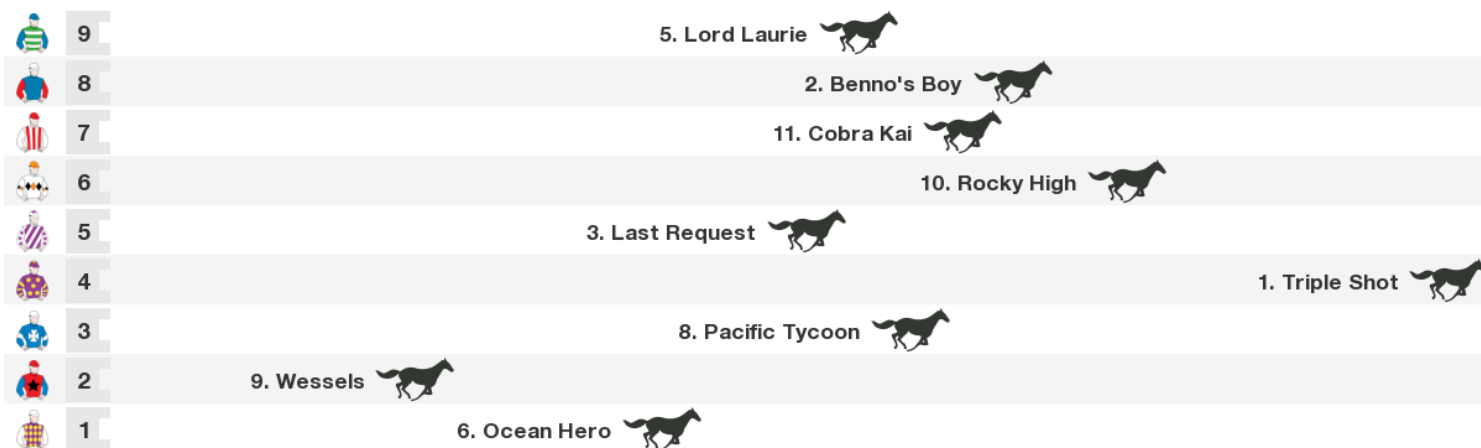 9 5. Lord Laurie
8 2. Benno's Boy
7 11. Cobra Kai
6 10. Rocky High
5 3. Last Request
4 1. Triple Shot
3 8. Pacific Tycoon
2 9. Wessels
1 6. Ocean Hero